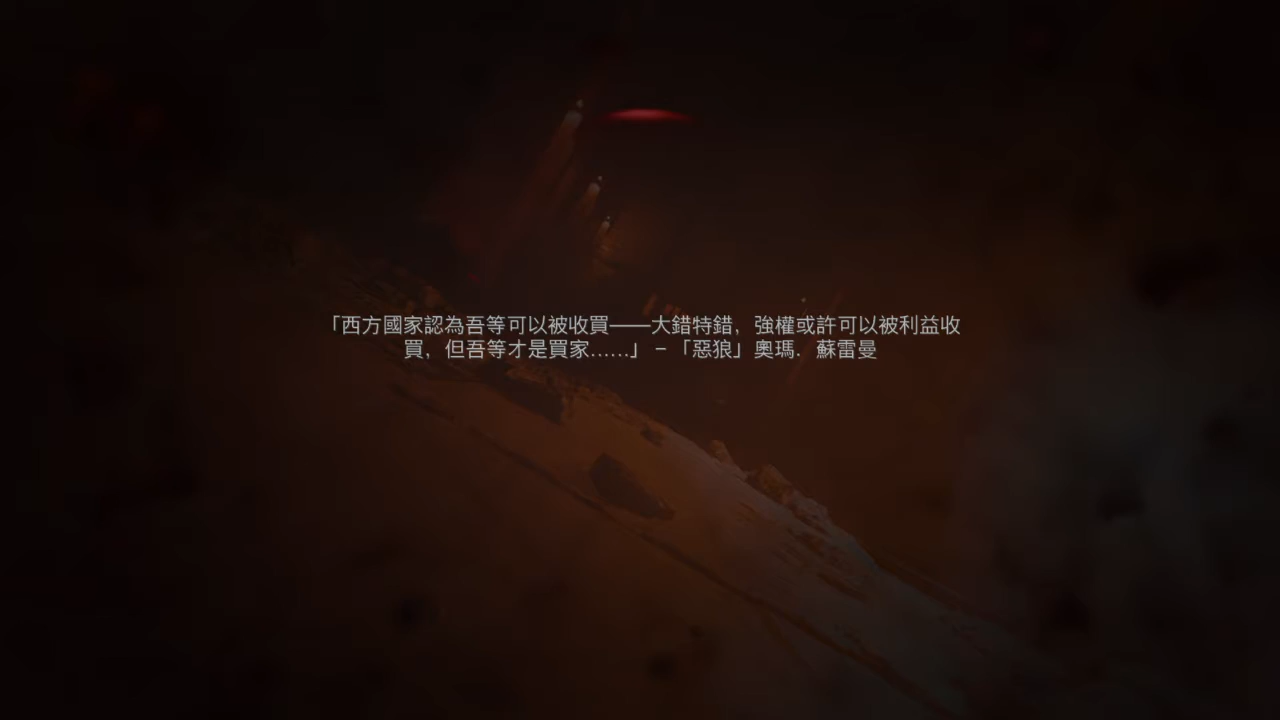 「西方國家認為吾等可以被收買——大錯特錯，強權或許可以被利益收
買，但吾等才是買家……」 – 「惡狼」奧瑪．蘇雷曼